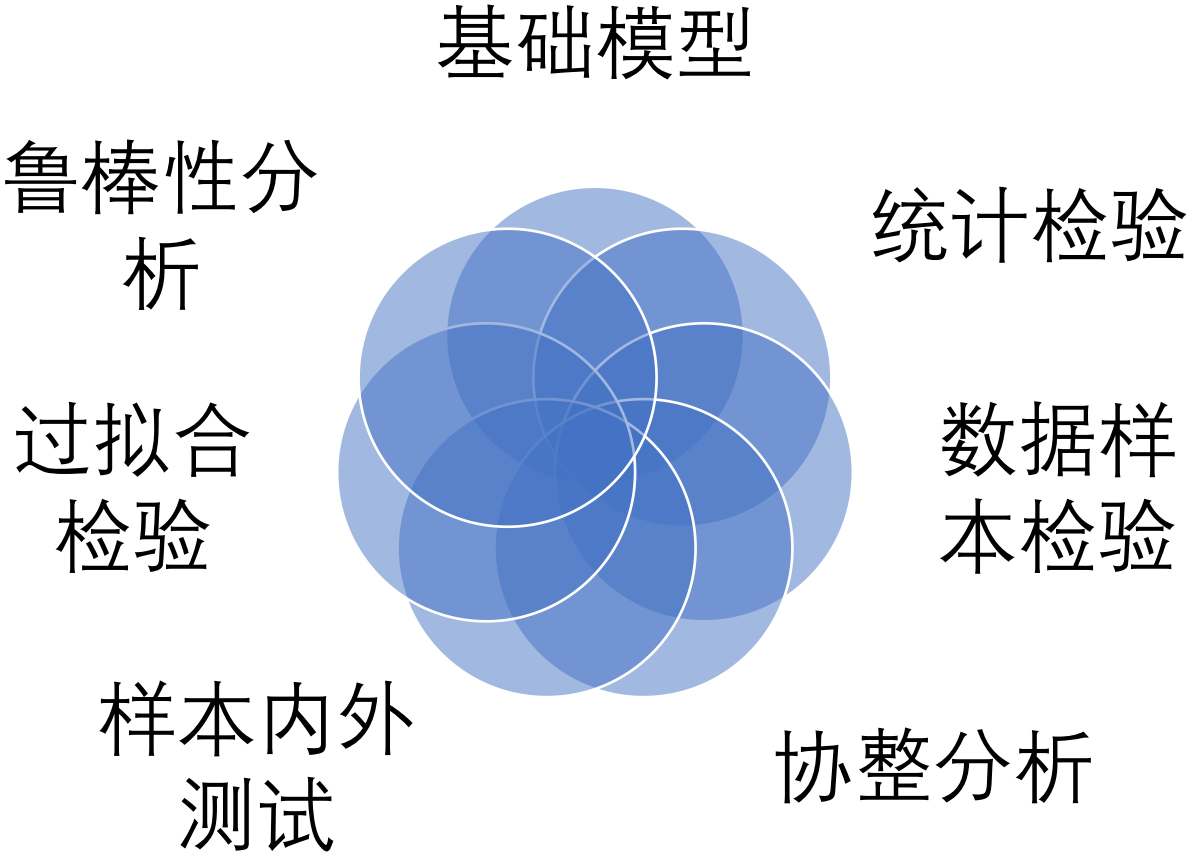 基础模型
统计检验
数据样
本检验
协整分析
样本内外
测试
过拟合
检验
鲁棒性分
析